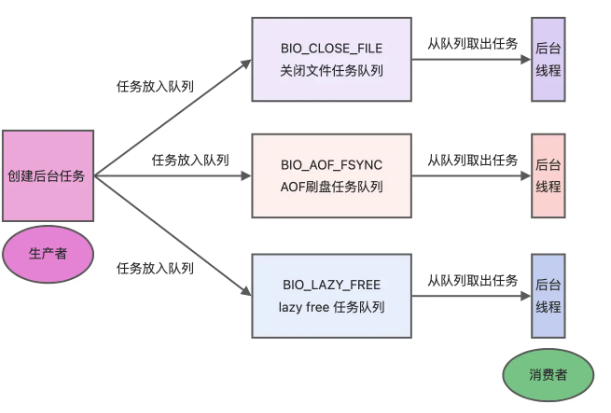 BIO_CLOSE_FILE
关闭文件任务队列
从队列取出任务
后台
线程
任务放入队列
创建后台任务
生产者
任务放入队列
BIO_AOF_FSYNC
AOF刷盘任务队列
从队列取出任务
后台
线程
任务放入队列
BIO_LAZY_FREE
lazy free 任务队列
从队列取出任务
后台
线程
消费者